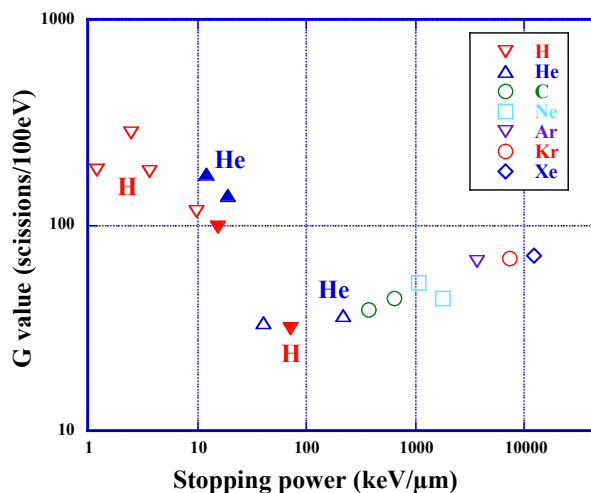 1000
100
10
G value (scissions/100eV)
H
He
He
H
H
He
C
Ne
Ar
Kr
Xe
1
10
100
1000
10000
Stopping power (keV/μm)